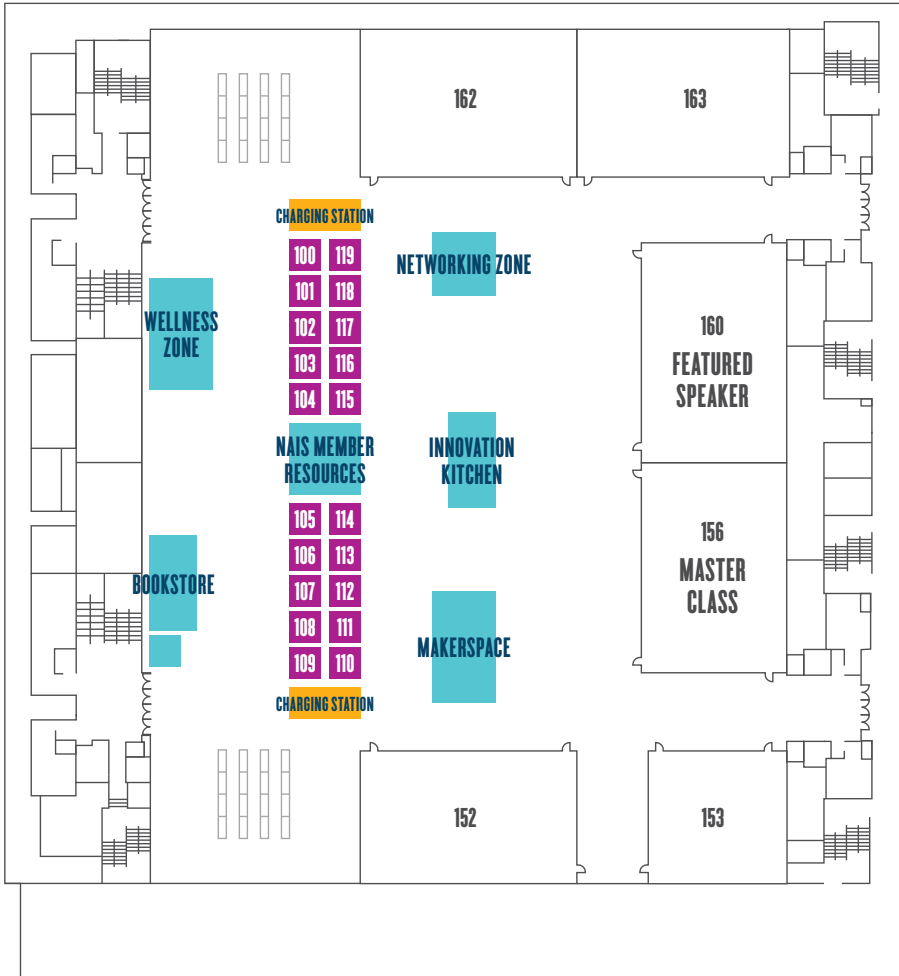 162
163
CHARGING STATION
100 119
NETWORKING ZONE
101 118
WELLNESS
ZONE
102 117
103 116
104 115
160
FEATURED
SPEAKER
NAIS MEMBER
RESOURCES
INNOVATION
KITCHEN
105 114
106 113
107 112
108 111
109 110
156
MASTER
CLASS
BOOKSTORE
MAKERSPACE
CHARGING STATION
152
153